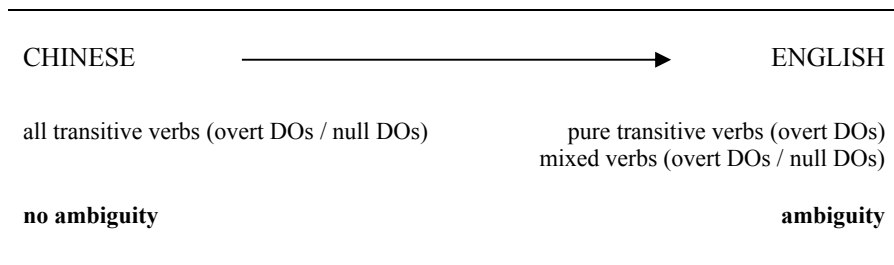 CHINESE ENGLISH
all transitive verbs (overt DOs / null DOs) pure transitive verbs (overt DOs)
mixed verbs (overt DOs / null DOs)
no ambiguity ambiguity